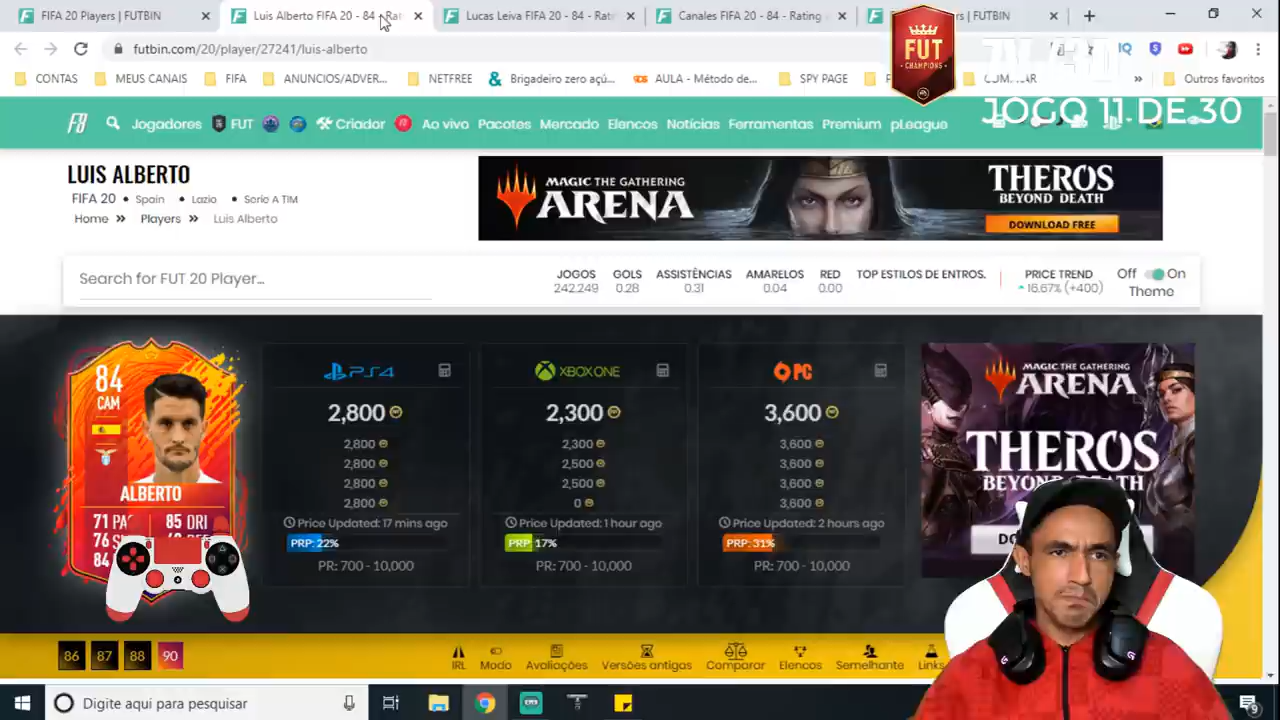 FIFA 20 Players | FUTBIN
Luis Alberto FIFA 20 - 84 - Rat
Lucas Leiva FIFA 20 - 84 - Rati
Canales FIFA 20 - 84 - Rating
Players | FUTBIN
futbin.com/20/player/27241/luis-alberto
CONTAS
MEUS CANAIS
ANUNCIOS/ADVER...
NETFREE
Brigadeiro zero açú...
AULA - Método de...
SPY PAGE
Outros favoritos
FUT
CHAMPIONS
JOGO 11 DE 30
Jogadores
FUT
Criador
Ao vivo
Pacotes
Mercado
Elencos
Notícias
Ferramentas
Premium
pLeague
LUIS ALBERTO
FIFA 20 • Spain • Lazio • Serie A TIM
Home » Players » Luis Alberto
MAGIC THE GATHERING
ARENA
THEROS
BEYOND DEATH
DOWNLOAD FREE
Search for FUT 20 Player...
JOGOS
242.249
GOLS
0.28
ASSISTÊNCIAS
0.31
AMARELOS
0.04
RED
0.00
TOP ESTILOS DE ENTROS.
PRICE TREND
16.67% (+400)
Off On
Theme
84
CAM
ALBERTO
71 PAC
85 DRI
76
84
PS4
2,800
2,800
2,800
2,800
2,800
Price Updated: 17 mins ago
PRP: 22%
PR: 700 - 10,000
XBOX ONE
2,300
2,300
2,500
2,500
0
Price Updated: 1 hour ago
PRP: 17%
PR: 700 - 10,000
PC
3,600
3,600
3,600
3,600
3,600
Price Updated: 2 hours ago
PRP: 31%
PR: 700 - 10,000
MAGIC THE GATHERING
ARENA
THEROS
BEYOND DEATH
86
87
88
90
IRL
Modo
Avaliações
Versões antigas
Comparar
Elencos
Semelhante
Links
Digite aqui para pesquisar
9